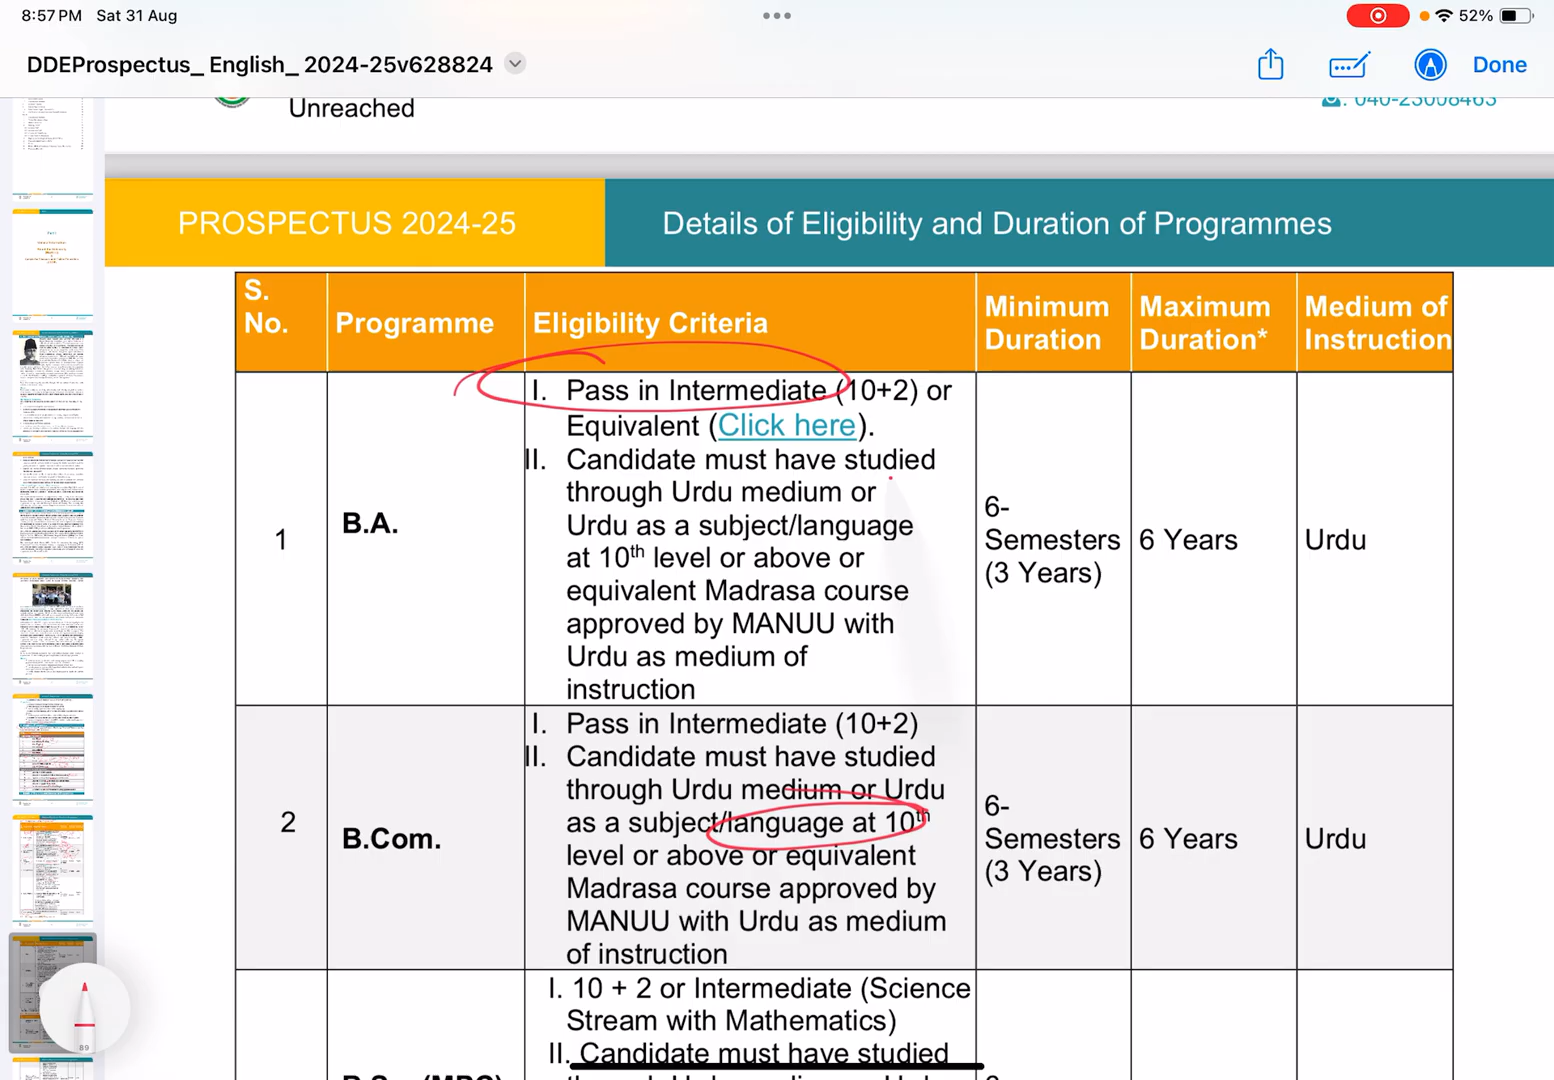 8:57 PM Sat 31 Aug
52%
DDEProspectus_ English_ 2024-25v628824
Done
Unreached
040-23008463
PROSPECTUS 2024-25
Details of Eligibility and Duration of Programmes
S.
No.
Programme
Eligibility Criteria
Minimum
Duration
Maximum
Duration*
Medium of
Instruction
1
B.A.
I. Pass in Intermediate (10+2) or
Equivalent (Click here).
II. Candidate must have studied
through Urdu medium or
Urdu as a subject/language
at 10th level or above or
equivalent Madrasa course
approved by MANUU with
Urdu as medium of
instruction
6-
Semesters
(3 Years)
6 Years
Urdu
2
B.Com.
I. Pass in Intermediate (10+2)
II. Candidate must have studied
through Urdu medium or Urdu
as a subject/language at 10th
level or above or equivalent
Madrasa course approved by
MANUU with Urdu as medium
of instruction
6-
Semesters
(3 Years)
6 Years
Urdu
I. 10 + 2 or Intermediate (Science
Stream with Mathematics)
II. Candidate must have studied
89